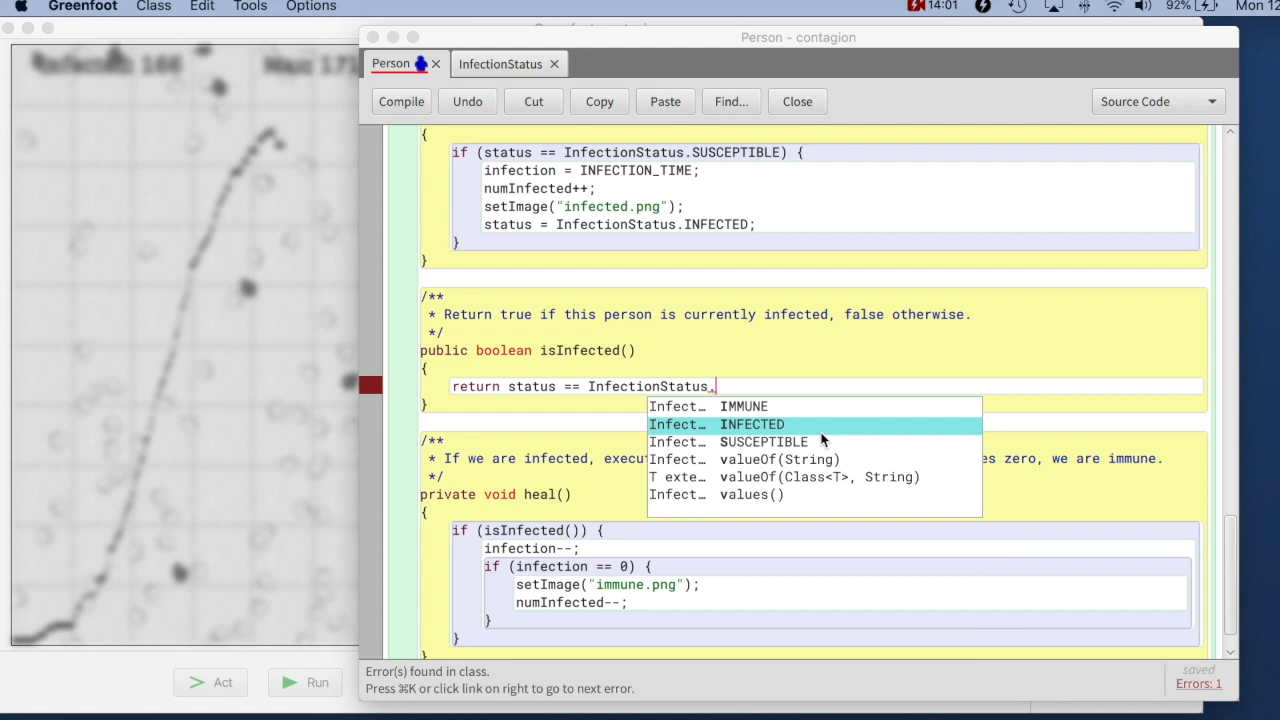 Greenfoot Class Edit Tools Options 14:01 92% Mon 12
Person - contagion
Person InfectionStatus
Compile Undo Cut Copy Paste Find... Close Source Code
{
if (status == InfectionStatus.SUSCEPTIBLE) {
infection = INFECTION_TIME;
numInfected++;
setImage("infected.png");
status = InfectionStatus.INFECTED;
}
}
/**
* Return true if this person is currently infected, false otherwise.
*/
public boolean isInfected()
{
return status == InfectionStatus.
}
Infect… IMMUNE
Infect… INFECTED
Infect… SUSCEPTIBLE
Infect… valueOf(String)
T exte… valueOf(Class<T>, String)
Infect… values()
/**
* If we are infected, execu es zero, we are immune.
*/
private void heal()
{
if (isInfected()) {
infection--;
if (infection == 0) {
setImage("immune.png");
numInfected--;
}
}
}
Error(s) found in class.
Press ⌘K or click link on right to go to next error.
saved
Errors: 1
Infected: 166
Act Run